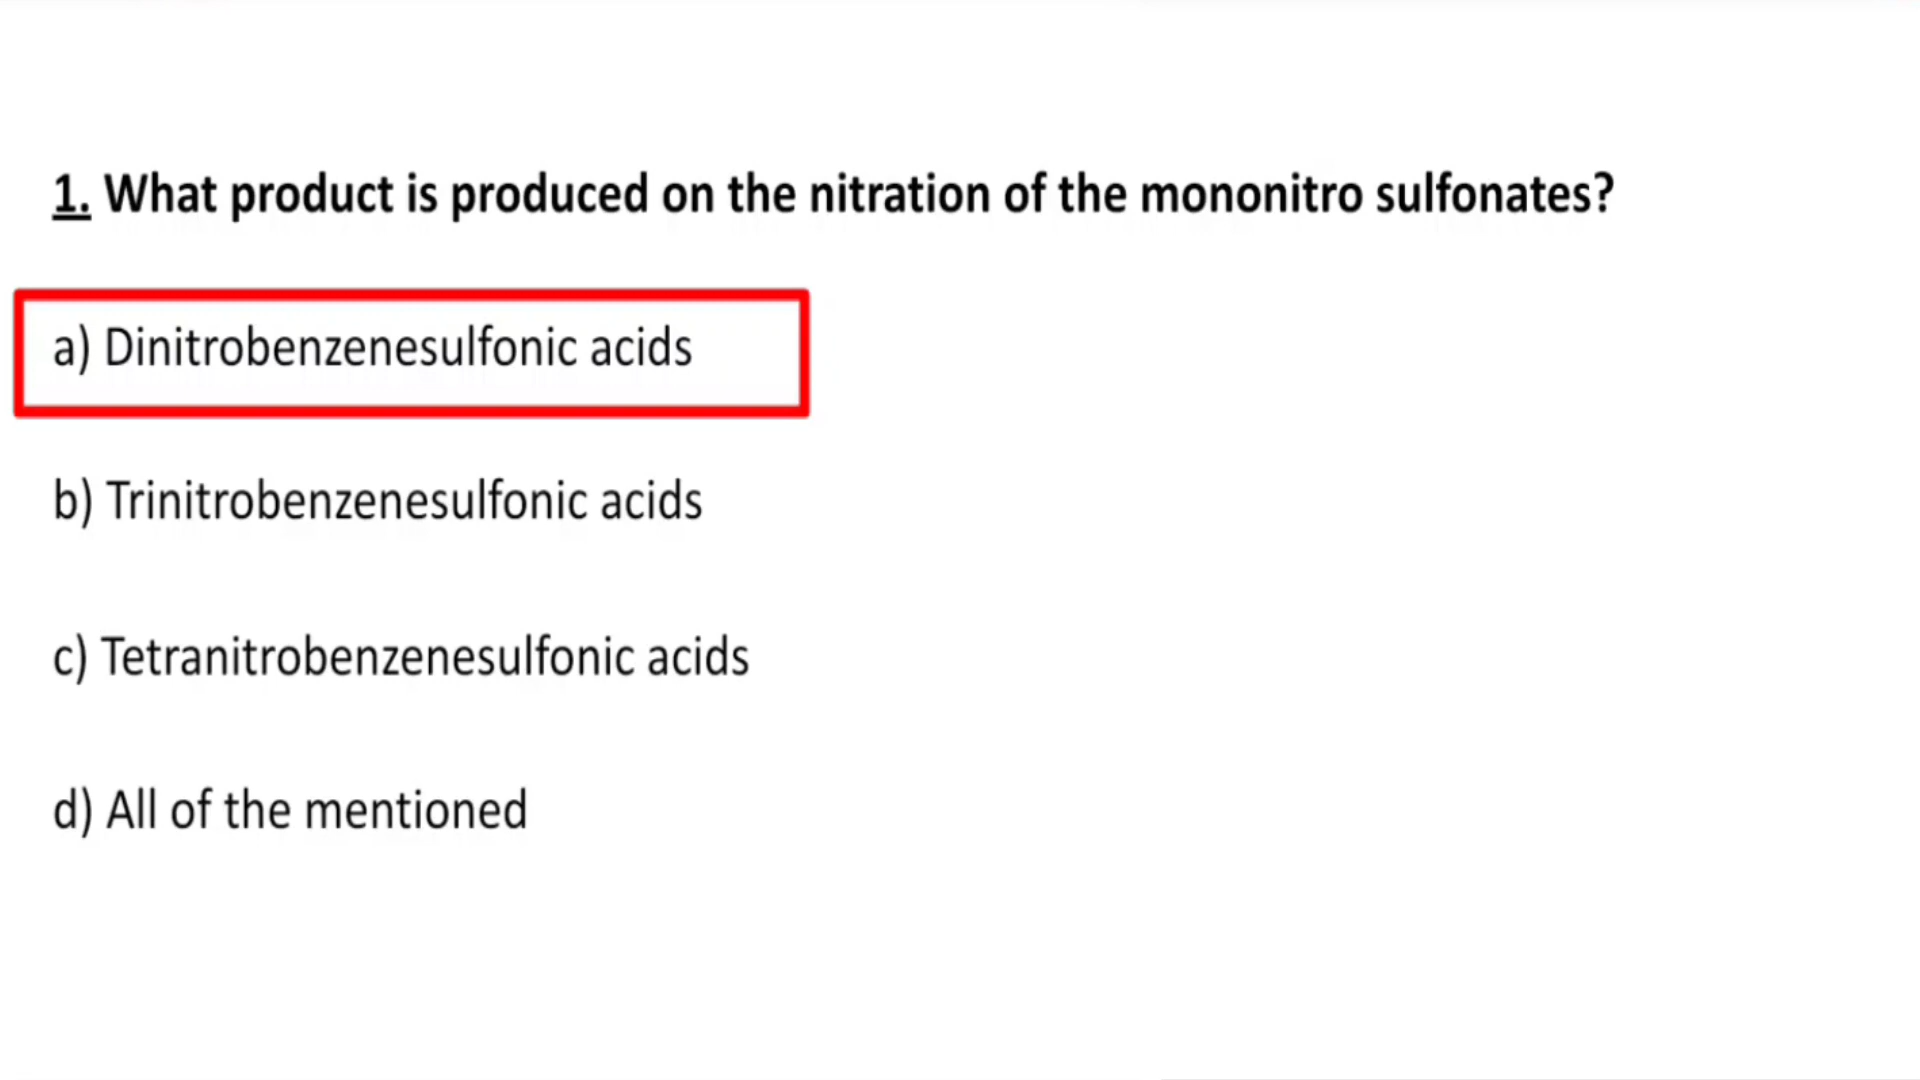 1. What product is produced on the nitration of the mononitro sulfonates?
a) Dinitrobenzenesulfonic acids
b) Trinitrobenzenesulfonic acids
c) Tetranitrobenzenesulfonic acids
d) All of the mentioned